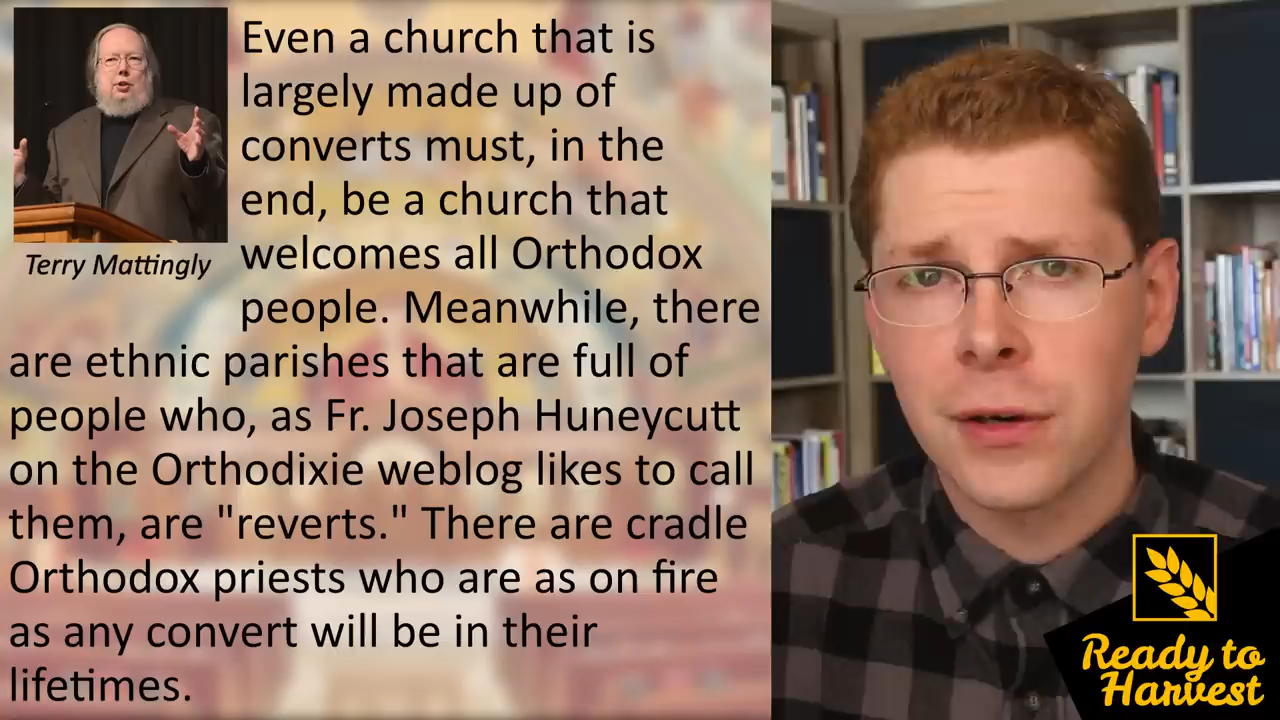 Even a church that is
largely made up of
converts must, in the
end, be a church that
welcomes all Orthodox
people. Meanwhile, there
are ethnic parishes that are full of
people who, as Fr. Joseph Huneycutt
on the Orthodixie weblog likes to call
them, are "reverts." There are cradle
Orthodox priests who are as on fire
as any convert will be in their
lifetimes.
Terry Mattingly
Ready to
Harvest